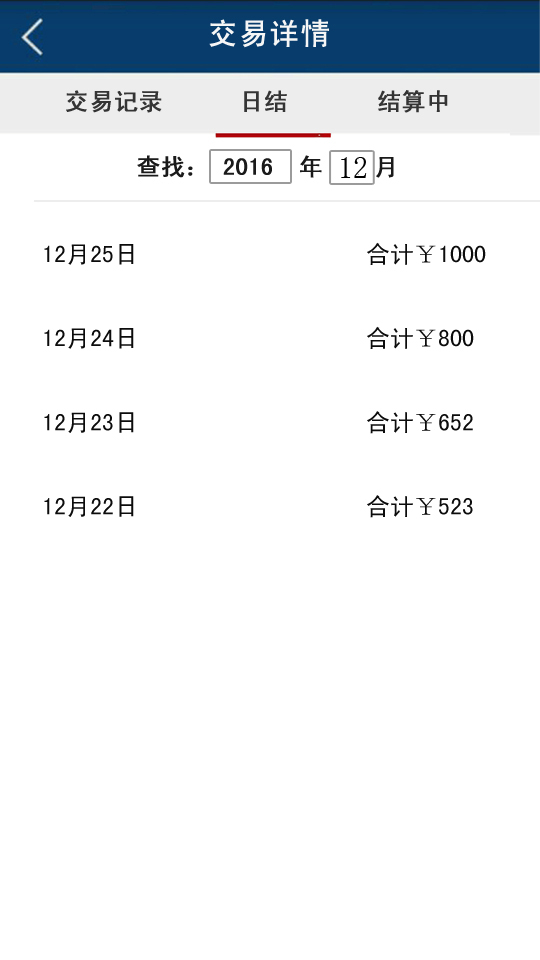 交易详情
交易记录 日结 结算中
查找： 2016 年 12 月
12月25日 合计￥1000
12月24日 合计￥800
12月23日 合计￥652
12月22日 合计￥523